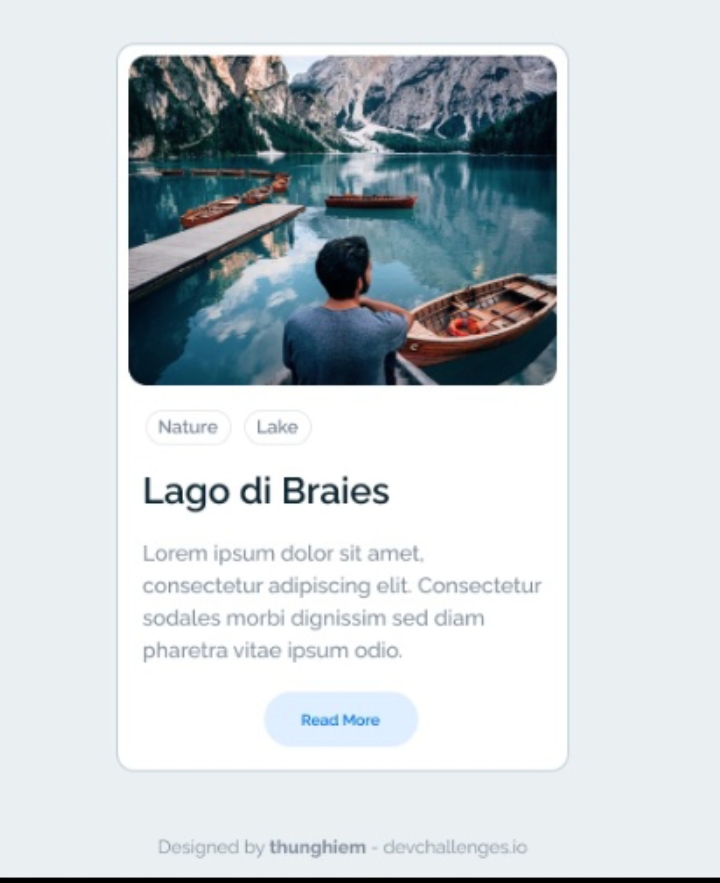 Nature Lake
Lago di Braies
Lorem ipsum dolor sit amet,
consectetur adipiscing elit. Consectetur
sodales morbi dignissim sed diam
pharetra vitae ipsum odio.
Read More
Designed by thunghiem - devchallenges.io